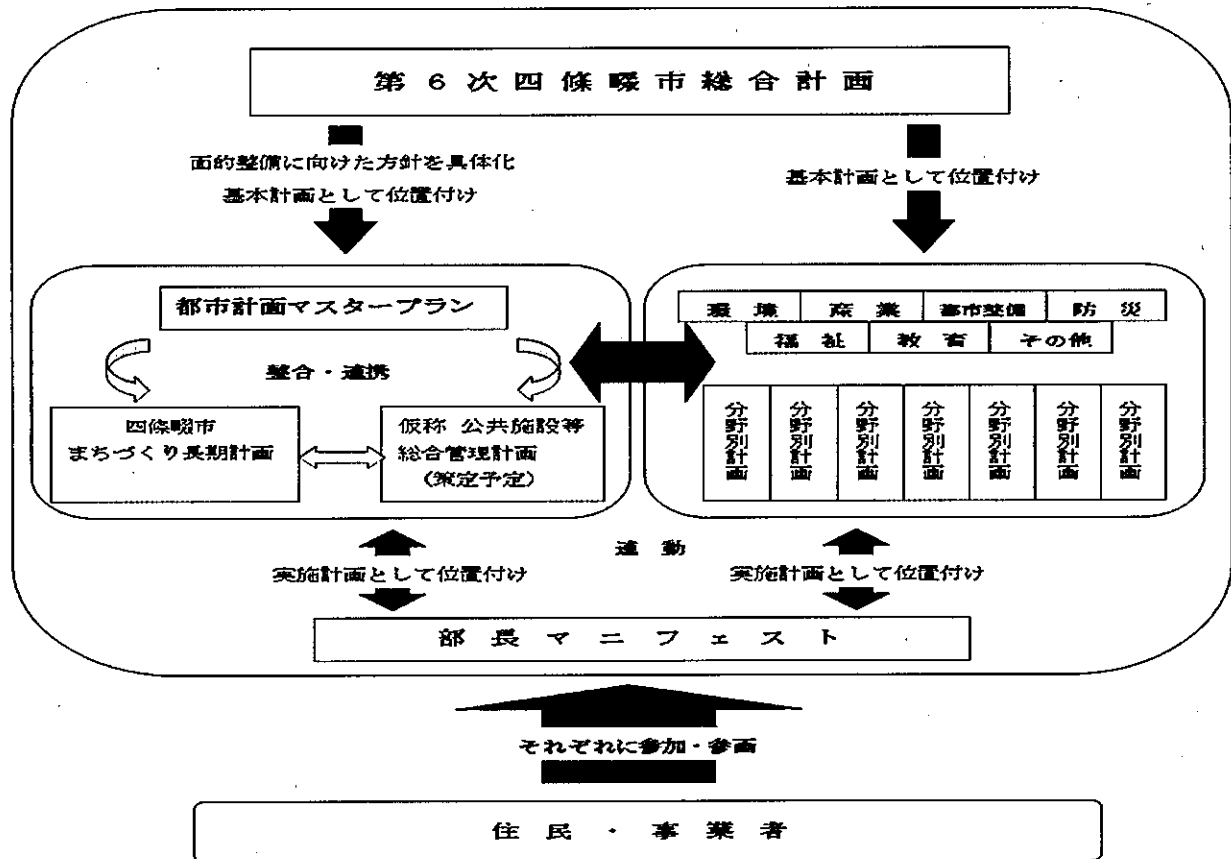 第6次四條畷市総合計画
面的整備に向けた方針を具体化
基本計画として位置付け
基本計画として位置付け
都市計画マスタープラン
整合・連携
四條畷市
まちづくり長期計画
仮称 公共施設等
総合管理計画
(策定予定)
環境 産業 都市整備 防災
福祉 教育 その他
分野別計画 分野別計画 分野別計画 分野別計画 分野別計画 分野別計画 分野別計画
連動
実施計画として位置付け
実施計画として位置付け
部長マニフェスト
それぞれに参加・参画
住民・事業者